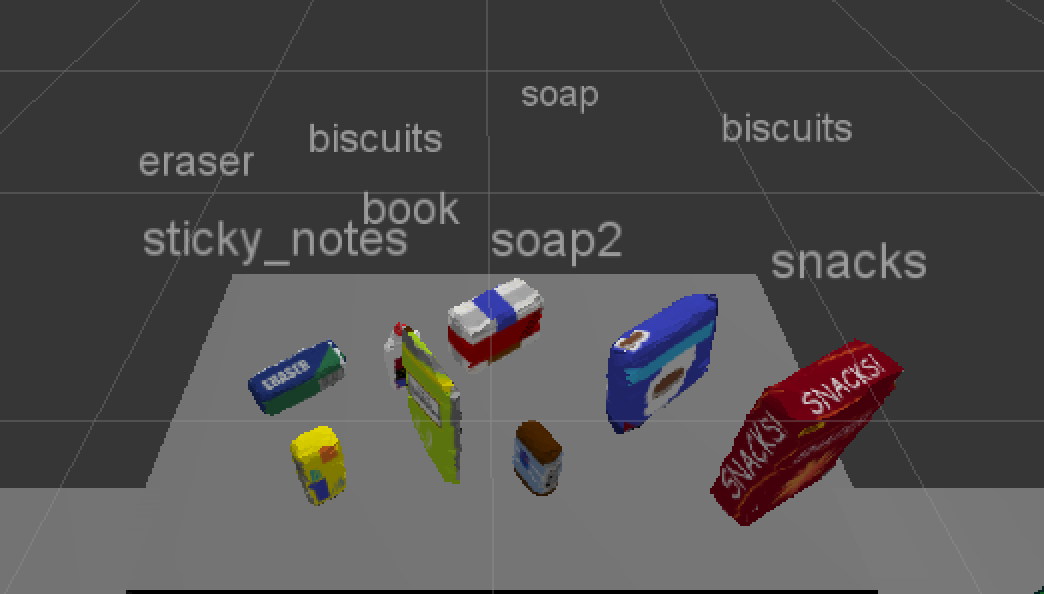 soap
biscuits
biscuits
eraser
book
sticky_notes
soap2
snacks
ERASER
SNACKS!
SNACKS!